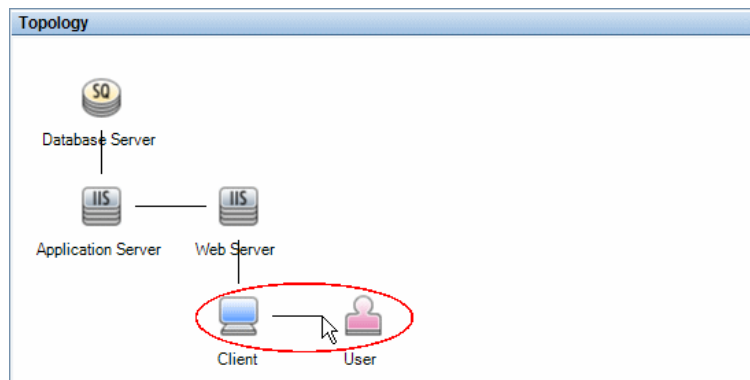 Topology
SQ
Database Server
IIS
IIS
Application Server
Web Server
Client
User